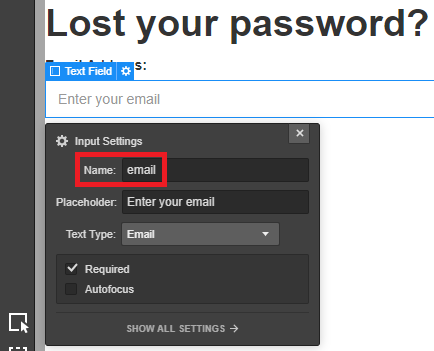 Lost your password?
Text Field
Enter your email
Input Settings
Name: email
Placeholder: Enter your email
Text Type: Email
Required
Autofocus
SHOW ALL SETTINGS →